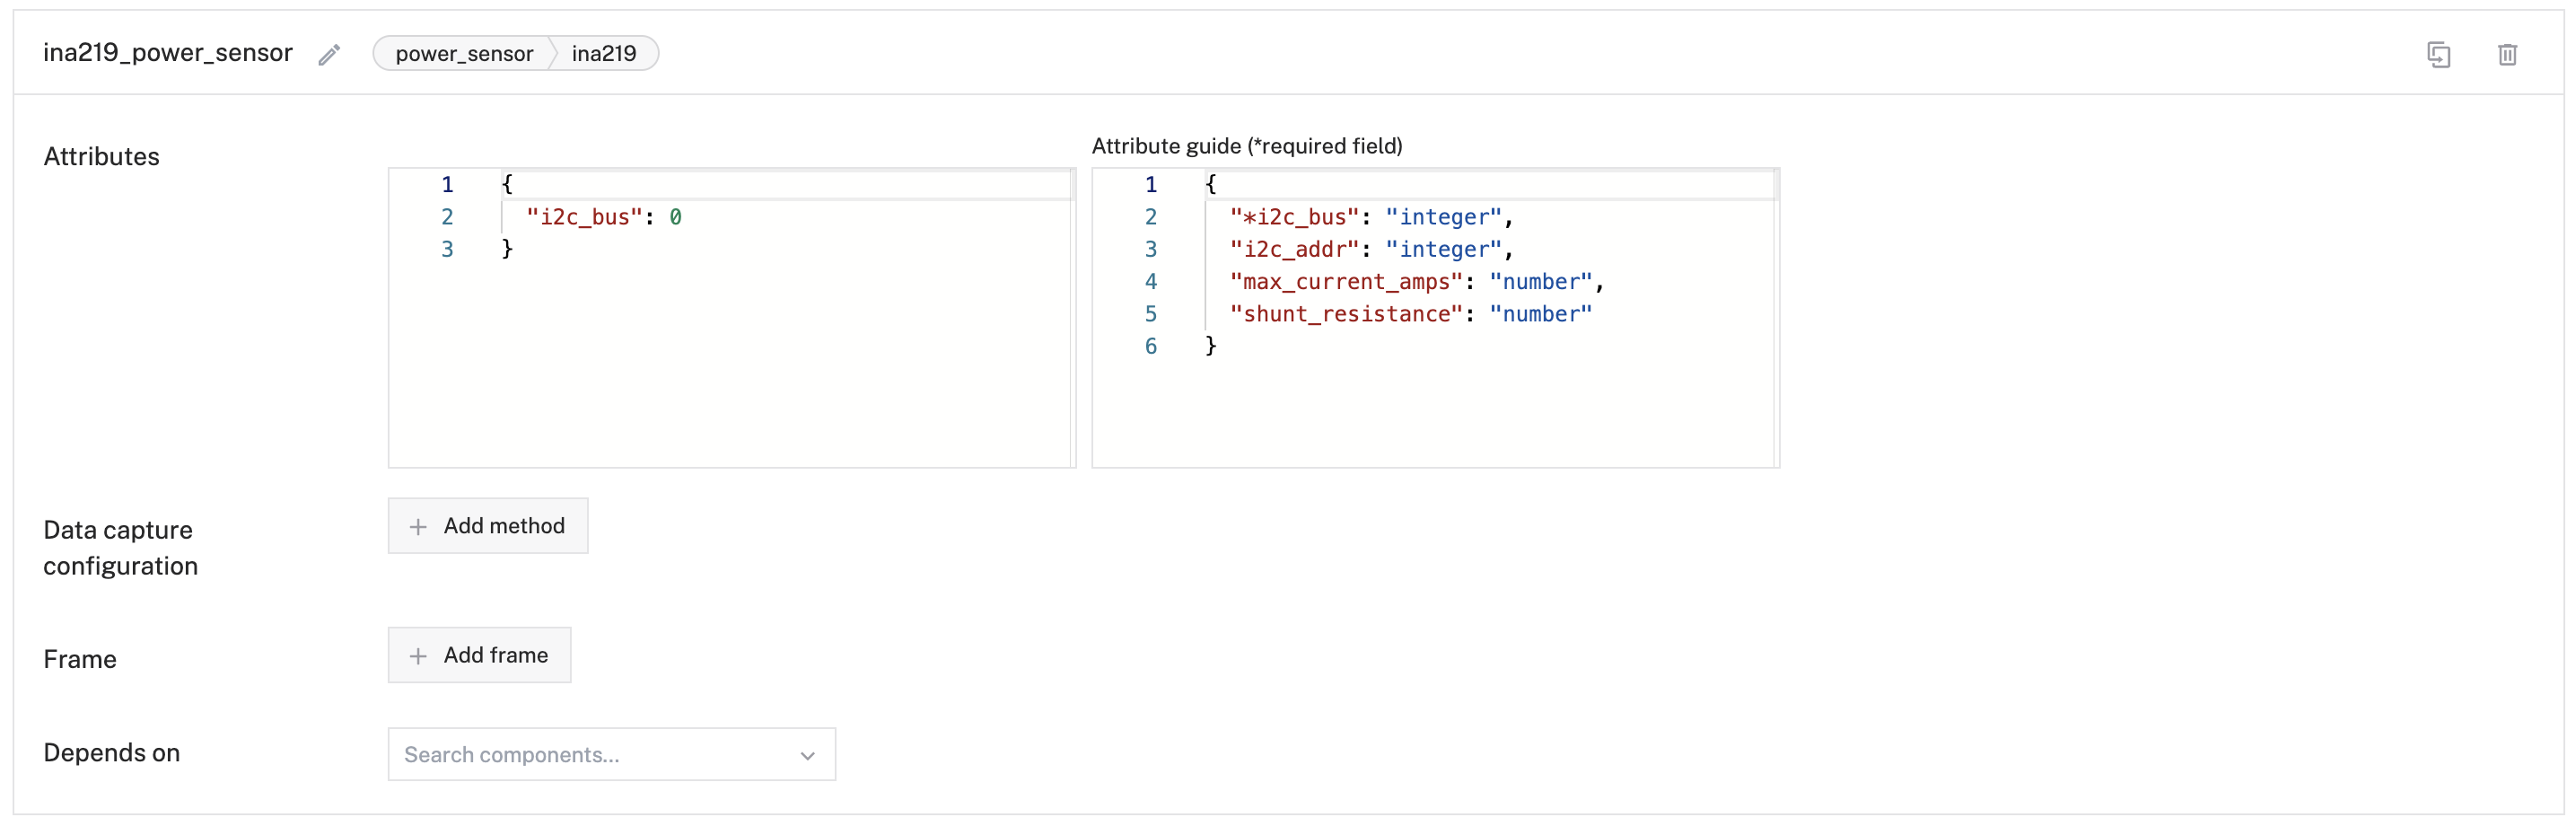 ina219_power_sensor
power_sensor
ina219
Attributes
1 {
2 "i2c_bus": 0
3 }
Attribute guide (*required field)
1 {
2 "*i2c_bus": "integer",
3 "i2c_addr": "integer",
4 "max_current_amps": "number",
5 "shunt_resistance": "number"
6 }
Data capture
configuration
+ Add method
Frame
+ Add frame
Depends on
Search components...